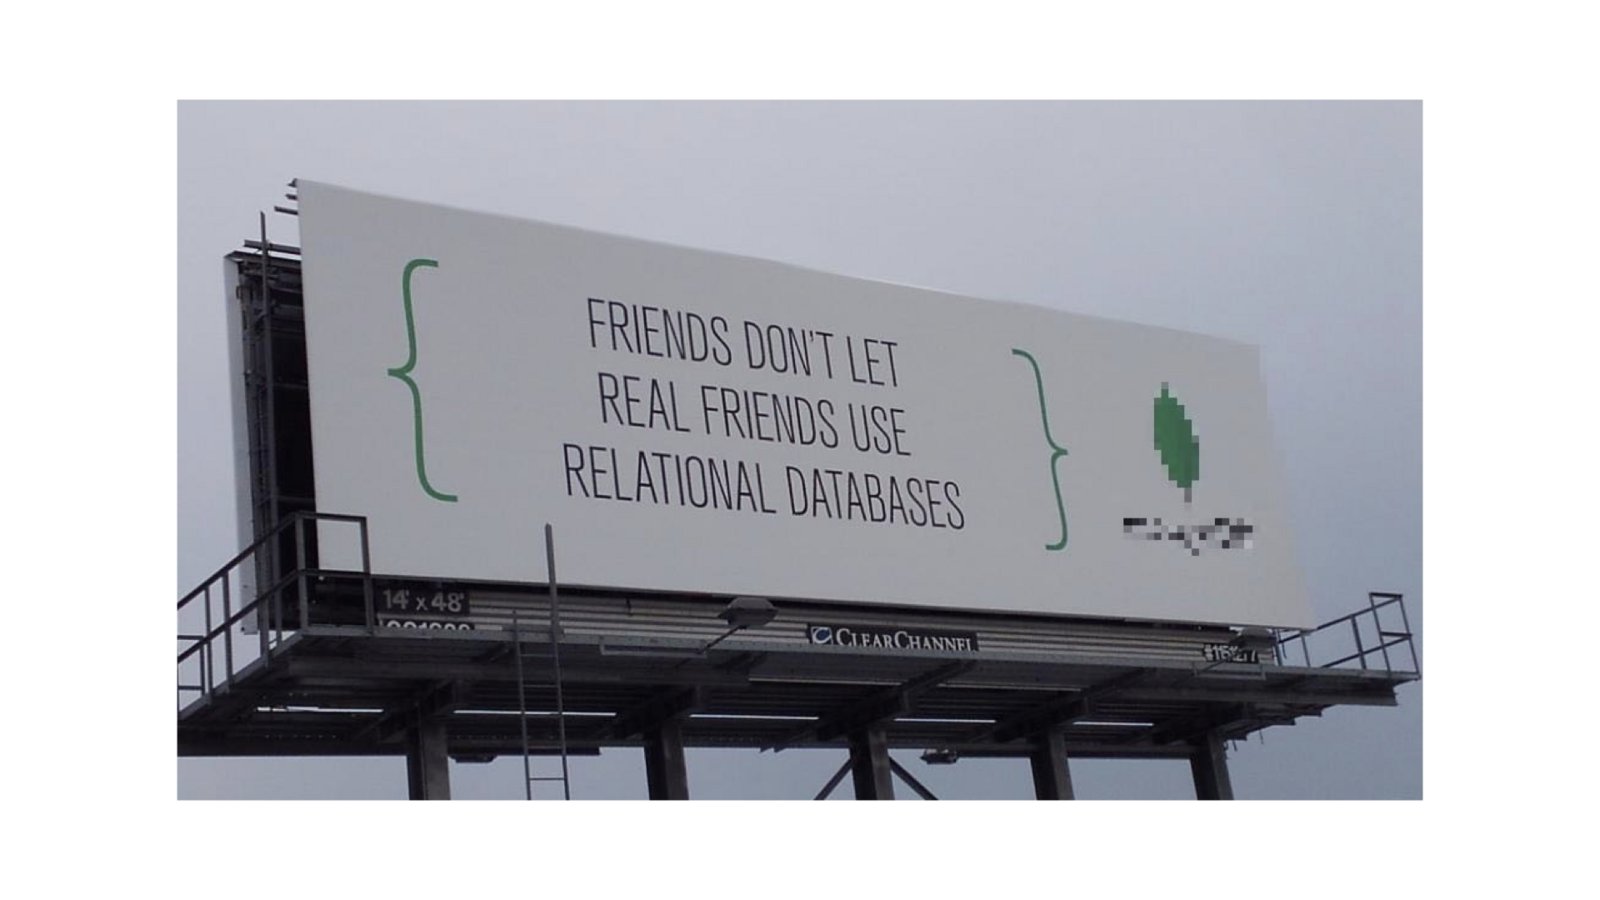 {
FRIENDS DON'T LET
REAL FRIENDS USE
RELATIONAL DATABASES
}
14' x 48'
CLEARCHANNEL